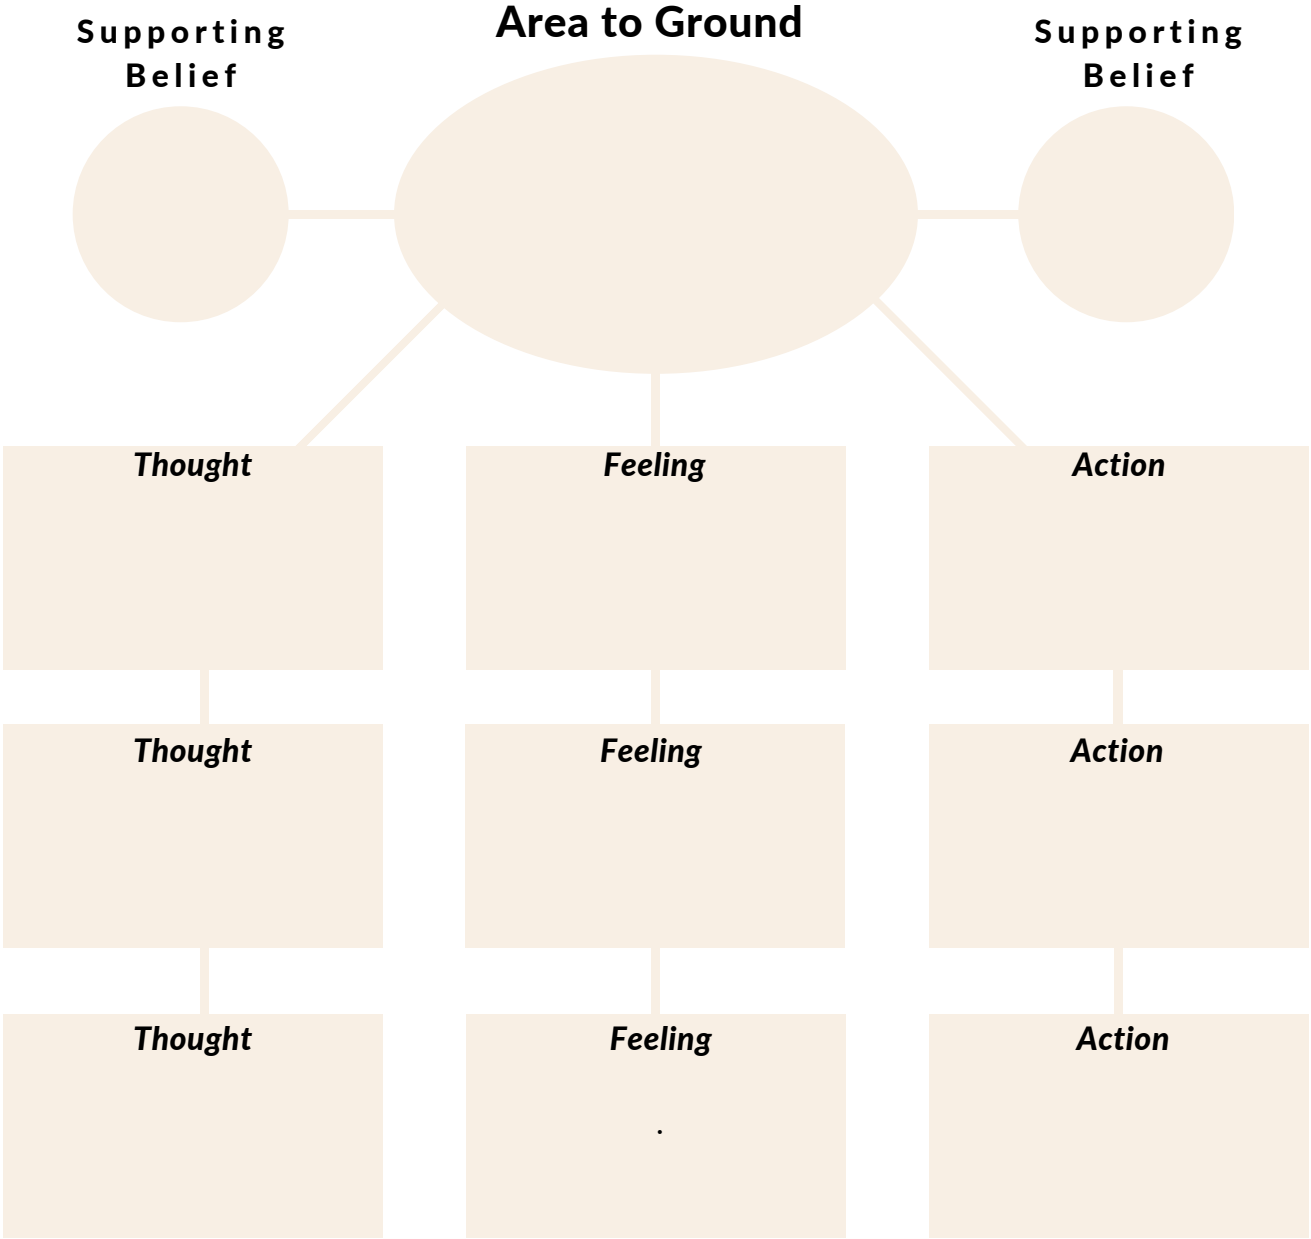 Area to Ground
Supporting
Belief
Supporting
Belief
Thought
Feeling
Action
Thought
Feeling
Action
Thought
Feeling
Action
.